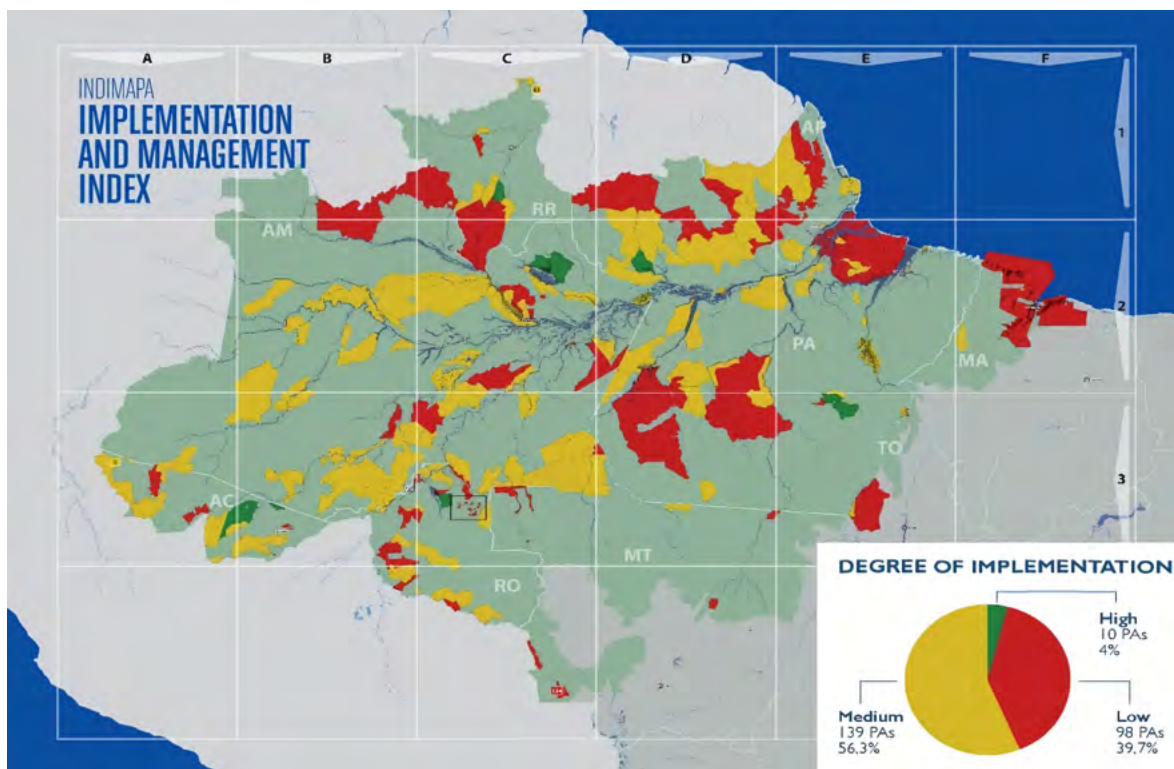 A
B
C
D
E
F
INDIMAPA
IMPLEMENTATION
AND MANAGEMENT
INDEX
1
2
3
AP
RR
AM
PA
MA
TO
AC
MT
RO
DEGREE OF IMPLEMENTATION
High
10 PAs
4%
Medium
139 PAs
56,3%
Low
98 PAs
39,7%